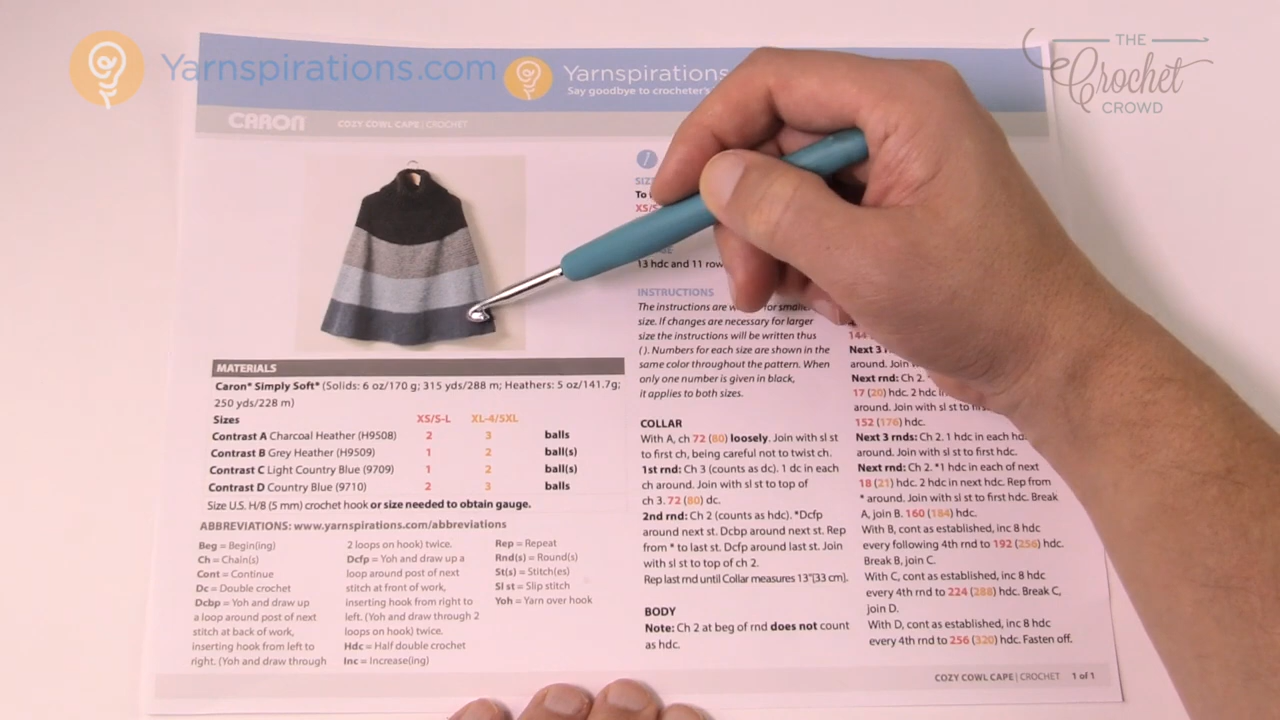 Yarnspirations.com
Yarnspirations
Say goodbye to crocheter's
THE
Crochet
CROWD
CARON
COZY COWL CAPE | CROCHET
MATERIALS
Caron® Simply Soft® (Solids: 6 oz/170 g; 315 yds/288 m; Heathers: 5 oz/141.7g;
250 yds/228 m)
Sizes XS/S-L XL-4/5XL
Contrast A Charcoal Heather (H9508) 2 3 balls
Contrast B Grey Heather (H9509) 1 2 ball(s)
Contrast C Light Country Blue (9709) 1 2 ball(s)
Contrast D Country Blue (9710) 2 3 balls
Size U.S. H/8 (5 mm) crochet hook or size needed to obtain gauge.
ABBREVIATIONS: www.yarnspirations.com/abbreviations
Beg = Begin(ing)
Ch = Chain(s)
Cont = Continue
Dc = Double crochet
Dcbp = Yoh and draw up
a loop around post of next
stitch at back of work,
inserting hook from left to
right. (Yoh and draw through
2 loops on hook) twice.
Dcfp = Yoh and draw up a
loop around post of next
stitch at front of work,
inserting hook from right to
left. (Yoh and draw through 2
loops on hook) twice.
Hdc = Half double crochet
Inc = Increase(ing)
Rep = Repeat
Rnd(s) = Round(s)
St(s) = Stitch(es)
Sl st = Slip stitch
Yoh = Yarn over hook
To
XS/S
13 hdc and 11 row
INSTRUCTIONS
The instructions are for smaller
size. If changes are necessary for larger
size the instructions will be written thus
( ). Numbers for each size are shown in the
same color throughout the pattern. When
only one number is given in black,
it applies to both sizes.
COLLAR
With A, ch 72 (80) loosely. Join with sl st
to first ch, being careful not to twist ch.
1st rnd: Ch 3 (counts as dc). 1 dc in each
ch around. Join with sl st to top of
ch 3. 72 (80) dc.
2nd rnd: Ch 2 (counts as hdc). *Dcfp
around next st. Dcbp around next st. Rep
from * to last st. Dcfp around last st. Join
with sl st to top of ch 2.
Rep last rnd until Collar measures 13" [33 cm].
BODY
Note: Ch 2 at beg of rnd does not count
as hdc.
144
Next 3
around. Join
Next rnd: Ch 2.
17 (20) hdc. 2 hdc in
around. Join with sl st to
152 (176) hdc.
Next 3 rnds: Ch 2. 1 hdc in each
around. Join with sl st to first hdc.
Next rnd: Ch 2. *1 hdc in each of next
18 (21) hdc. 2 hdc in next hdc. Rep from
* around. Join with sl st to first hdc. Break
A, join B. 160 (184) hdc.
With B, cont as established, inc 8 hdc
every following 4th rnd to 192 (256) hdc.
Break B, join C.
With C, cont as established, inc 8 hdc
every 4th rnd to 224 (288) hdc. Break C,
join D.
With D, cont as established, inc 8 hdc
every 4th rnd to 256 (320) hdc. Fasten off.
COZY COWL CAPE | CROCHET 1 of 1